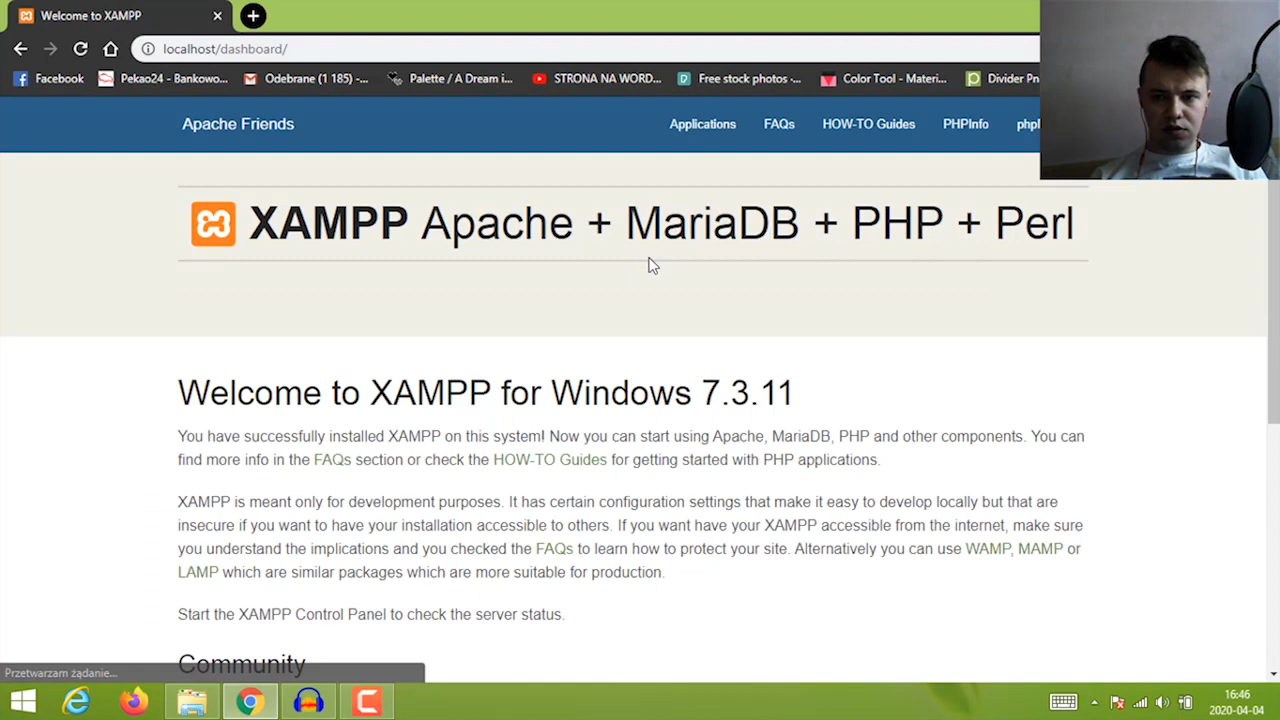 Welcome to XAMPP
localhost/dashboard/
Facebook
Pekao24 - Bankowo...
Odebrane (1 185) -...
Palette / A Dream i...
STRONA NA WORD...
Free stock photos -...
Color Tool - Materi...
Divider Pn
Apache Friends
Applications
FAQs
HOW-TO Guides
PHPInfo
XAMPP Apache + MariaDB + PHP + Perl
Welcome to XAMPP for Windows 7.3.11
You have successfully installed XAMPP on this system! Now you can start using Apache, MariaDB, PHP and other components. You can
find more info in the FAQs section or check the HOW-TO Guides for getting started with PHP applications.
XAMPP is meant only for development purposes. It has certain configuration settings that make it easy to develop locally but that are
insecure if you want to have your installation accessible to others. If you want have your XAMPP accessible from the internet, make sure
you understand the implications and you checked the FAQs to learn how to protect your site. Alternatively you can use WAMP, MAMP or
LAMP which are similar packages which are more suitable for production.
Start the XAMPP Control Panel to check the server status.
Community
Przetwarzam żądanie...
16:46
2020-04-04